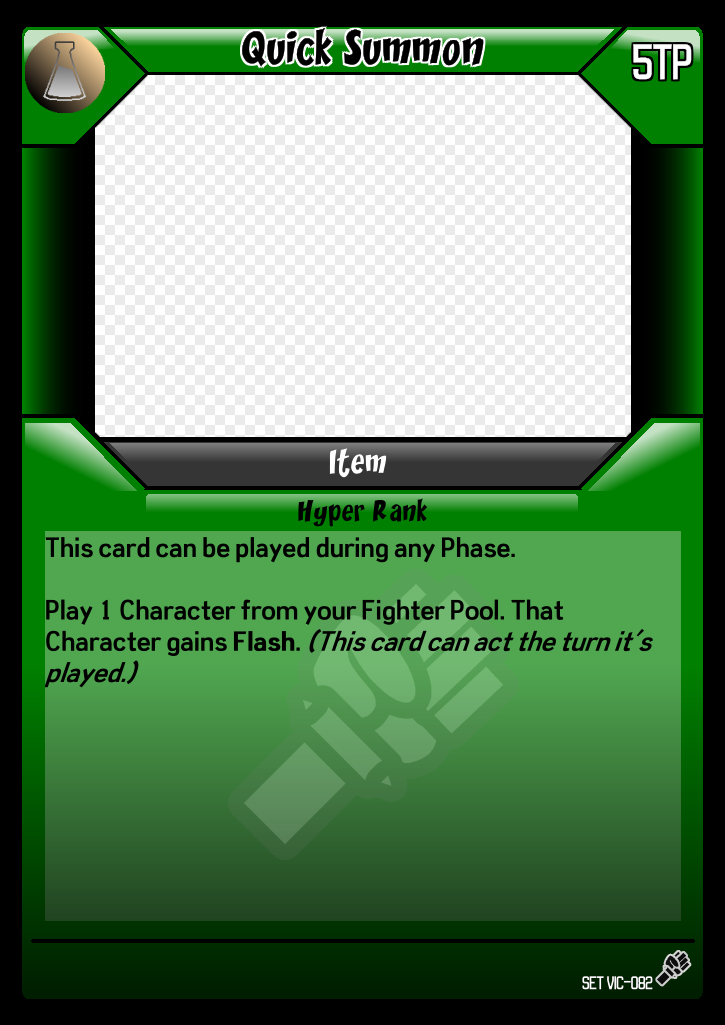 Quick Summon
5TP
Item
Hyper Rank
This card can be played during any Phase.
Play 1 Character from your Fighter Pool. That
Character gains Flash. (This card can act the turn it's
played.)
SET VIC-082